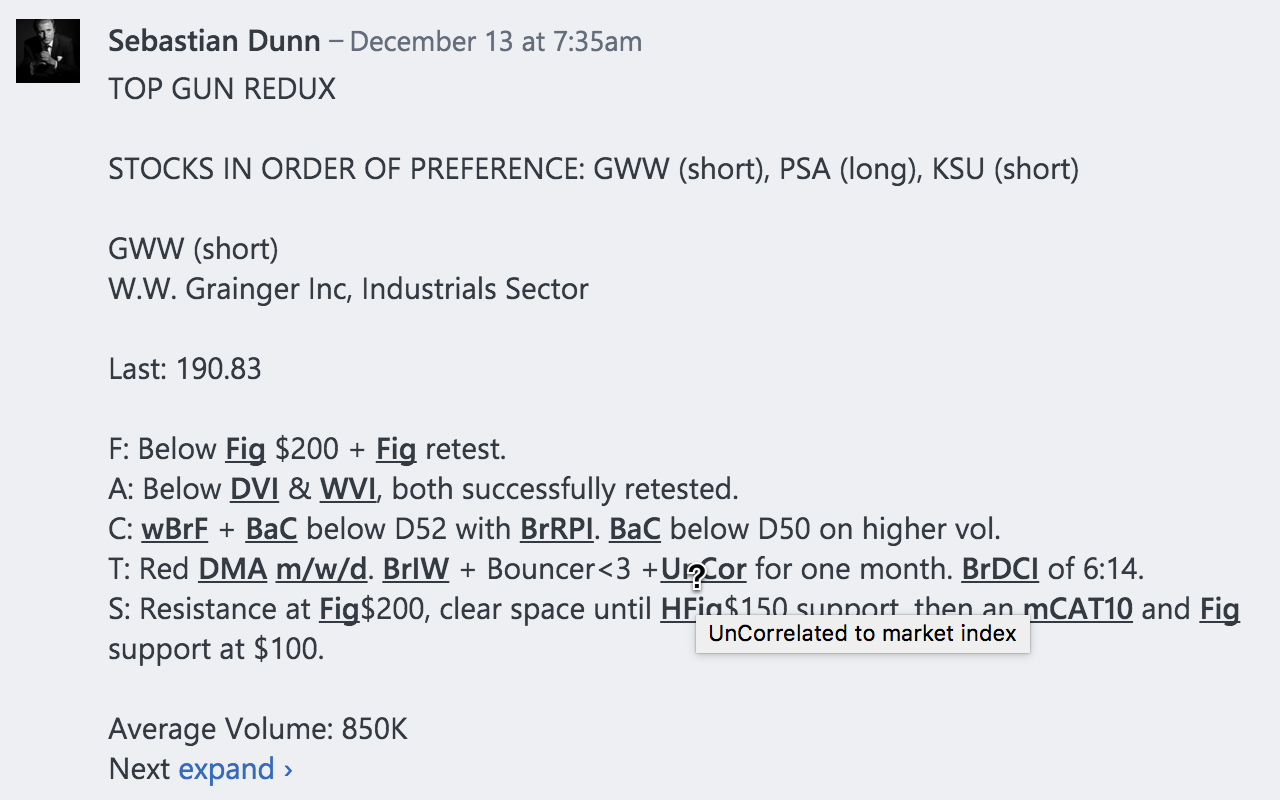 Sebastian Dunn – December 13 at 7:35am
TOP GUN REDUX
STOCKS IN ORDER OF PREFERENCE: GWW (short), PSA (long), KSU (short)
GWW (short)
W.W. Grainger Inc, Industrials Sector
Last: 190.83
F: Below Fig $200 + Fig retest.
A: Below DVI & WVI, both successfully retested.
C: wBrF + BaC below D52 with BrRPI. BaC below D50 on higher vol.
T: Red DMA m/w/d. BrIW + Bouncer<3 +UnCor for one month. BrDCI of 6:14.
S: Resistance at Fig$200, clear space until HFig$150 support, then an mCAT10 and Fig
UnCorrelated to market index
support at $100.
Average Volume: 850K
Next expand ›